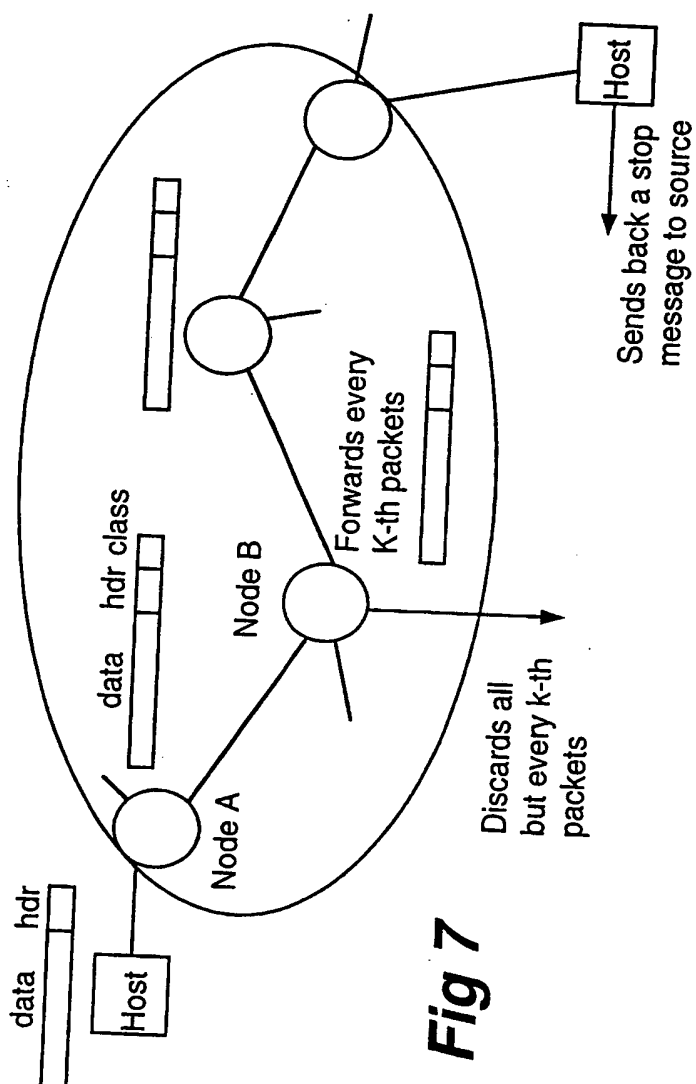 data hdr
Host
Node A
data hdr class
Node B
Forwards every
K-th packets
Discards all
but every k-th
packets
Host
Sends back a stop
message to source
Fig 7